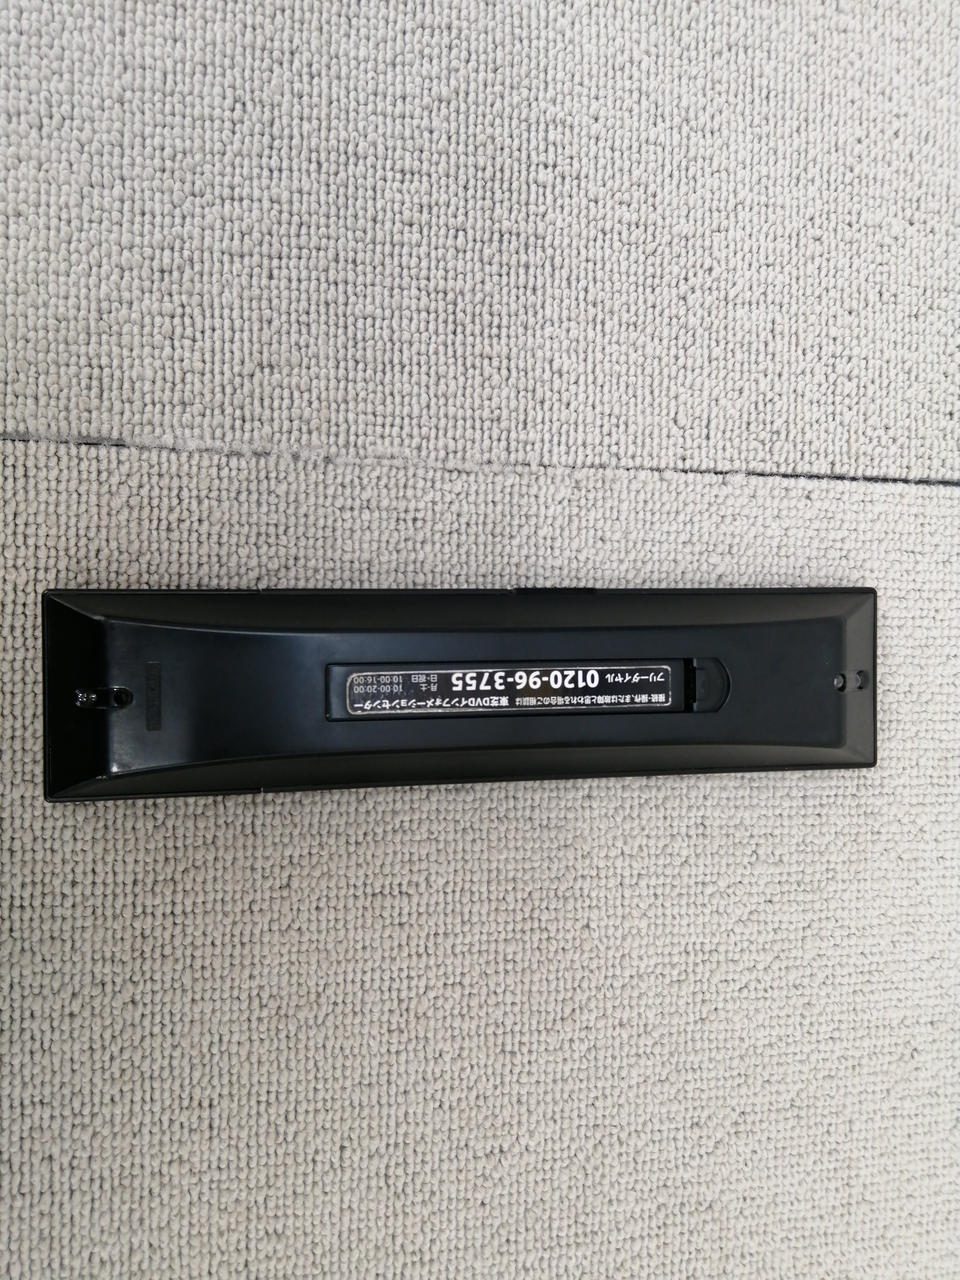 接続・操作、または故障と思われる場合のご相談は
東芝DVDインフォメーションセンター
フリーダイヤル 0120-96-3755
月-土 10:00-20:00
日・祝日 10:00-16:00